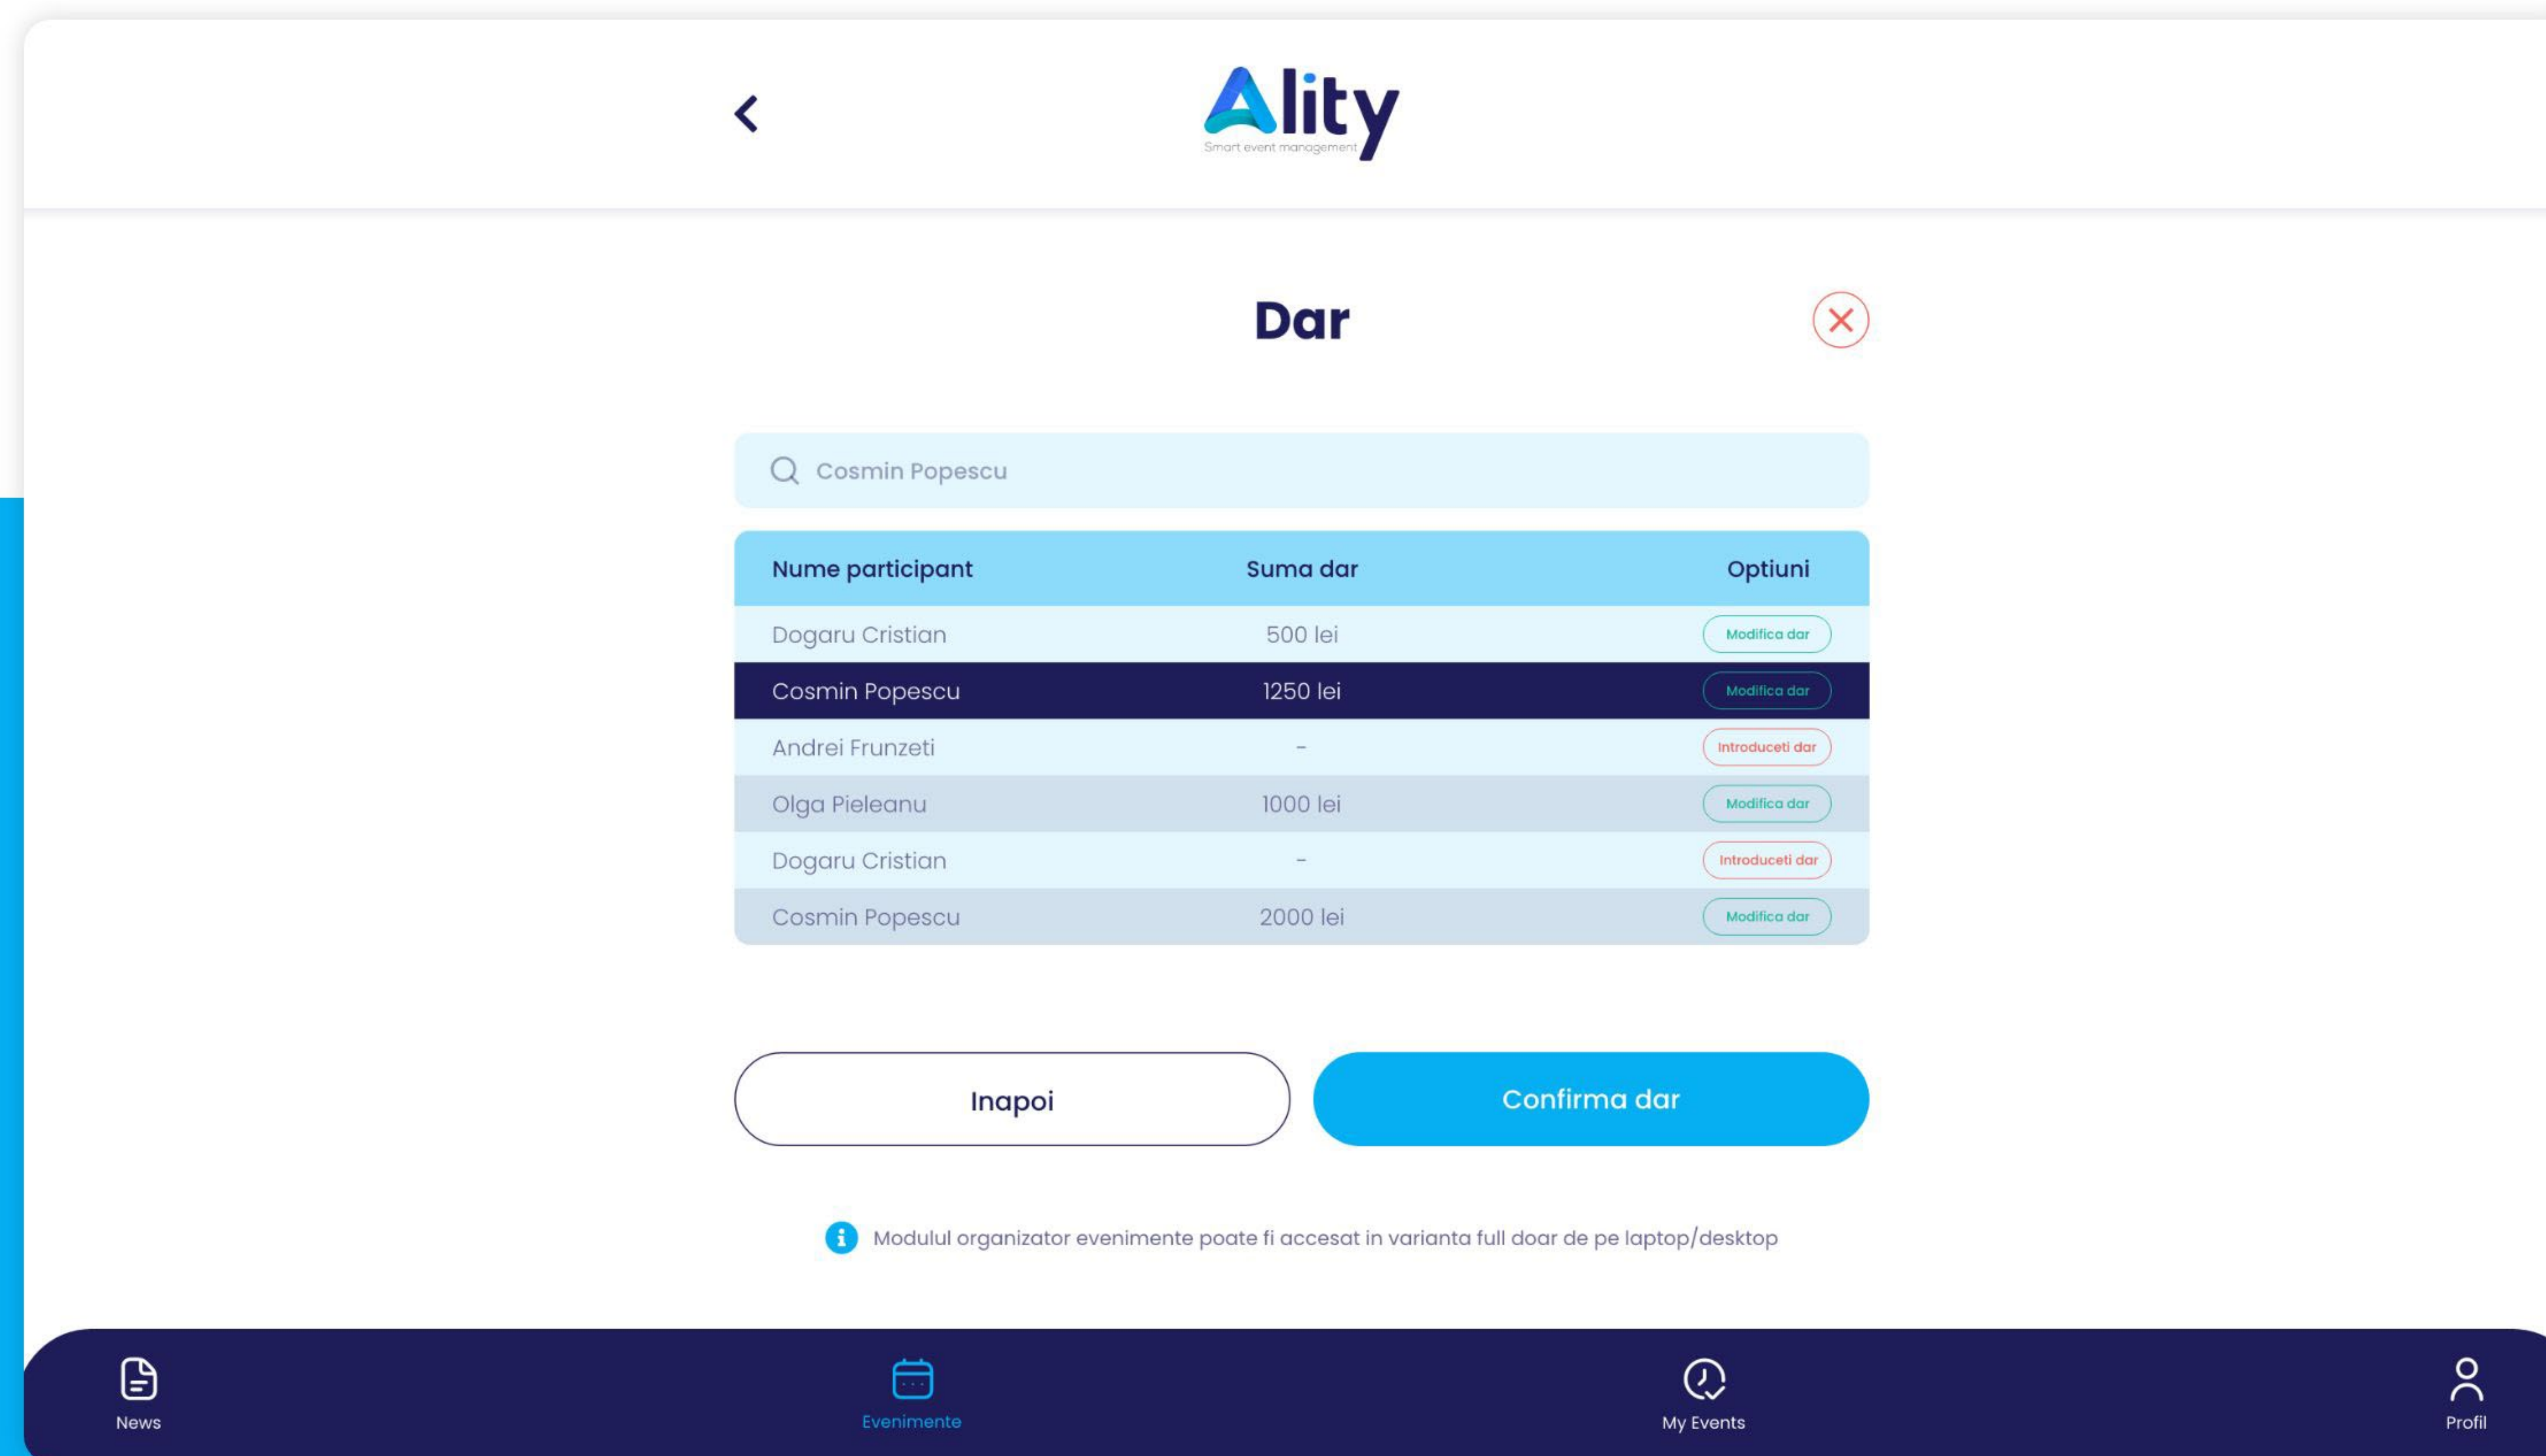 Ality
Smart event management
Dar
Cosmin Popescu
Nume participant Suma dar Optiuni
Dogaru Cristian 500 lei Modifica dar
Cosmin Popescu 1250 lei Modifica dar
Andrei Frunzeti - Introduceti dar
Olga Pieleanu 1000 lei Modifica dar
Dogaru Cristian - Introduceti dar
Cosmin Popescu 2000 lei Modifica dar
Inapoi Confirma dar
Modulul organizator evenimente poate fi accesat in varianta full doar de pe laptop/desktop
News Evenimente My Events Profil